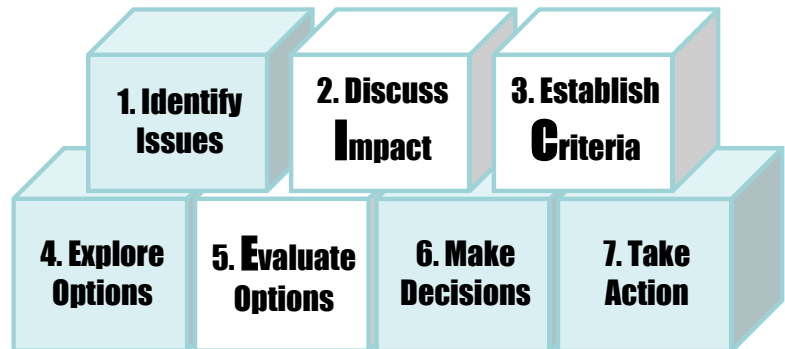 1. Identify
Issues
2. Discuss
Impact
3. Establish
Criteria
4. Explore
Options
5. Evaluate
Options
6. Make
Decisions
7. Take
Action